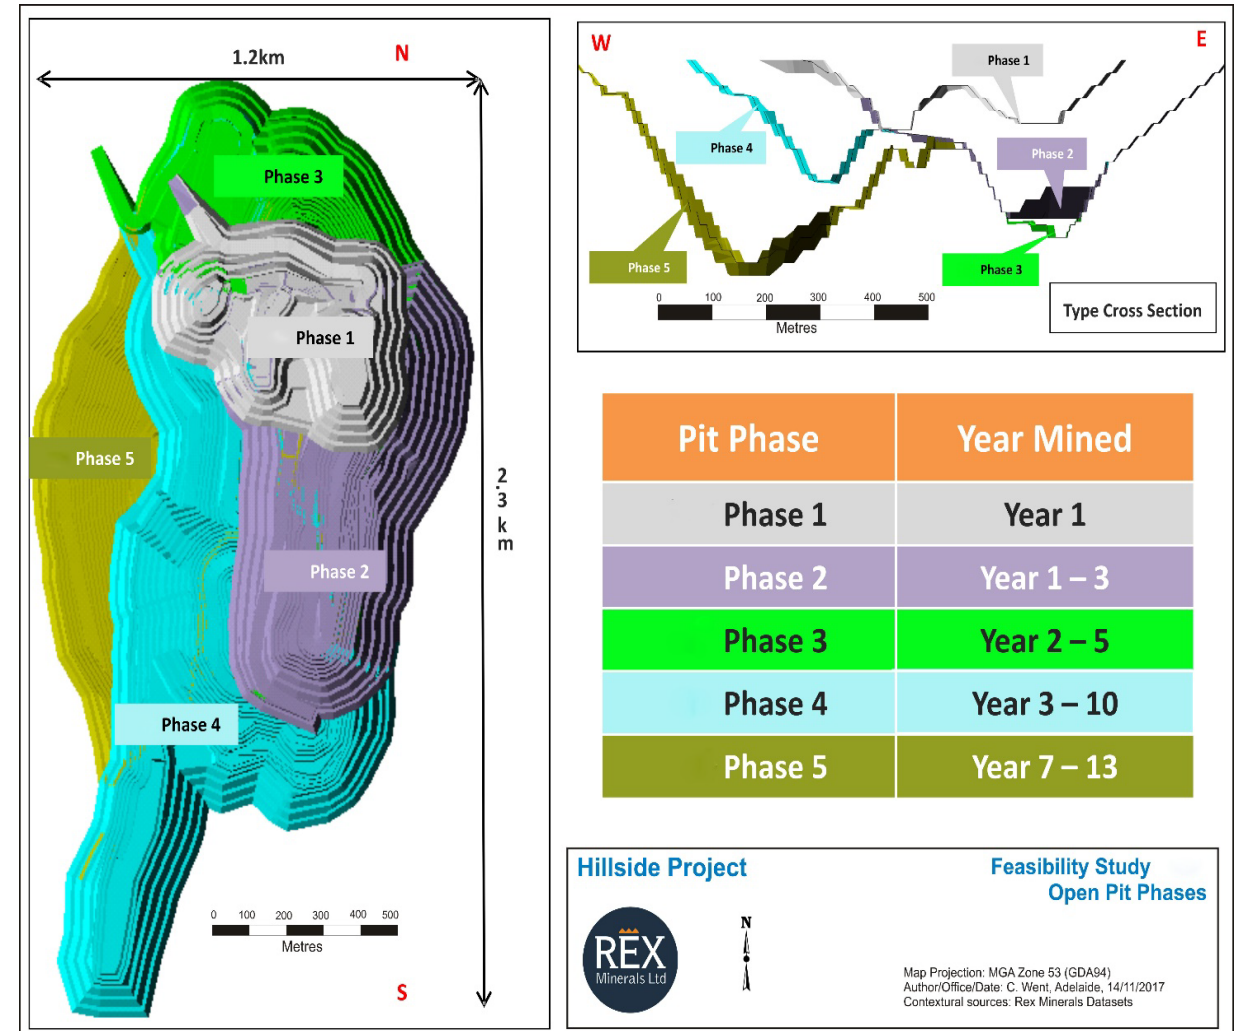 1.2km
N
Phase 3
Phase 1
Phase 5
2.3 km
Phase 2
Phase 4
0 100 200 300 400 500
Metres
S
W
E
Phase 1
Phase 4
Phase 2
Phase 5
Phase 3
0 100 200 300 400 500
Metres
Type Cross Section
Pit Phase Year Mined
Phase 1 Year 1
Phase 2 Year 1 – 3
Phase 3 Year 2 – 5
Phase 4 Year 3 – 10
Phase 5 Year 7 – 13
Hillside Project
Feasibility Study
Open Pit Phases
REX
Minerals Ltd
N
Map Projection: MGA Zone 53 (GDA94)
Author/Office/Date: C. Went, Adelaide, 14/11/2017
Contextural sources: Rex Minerals Datasets